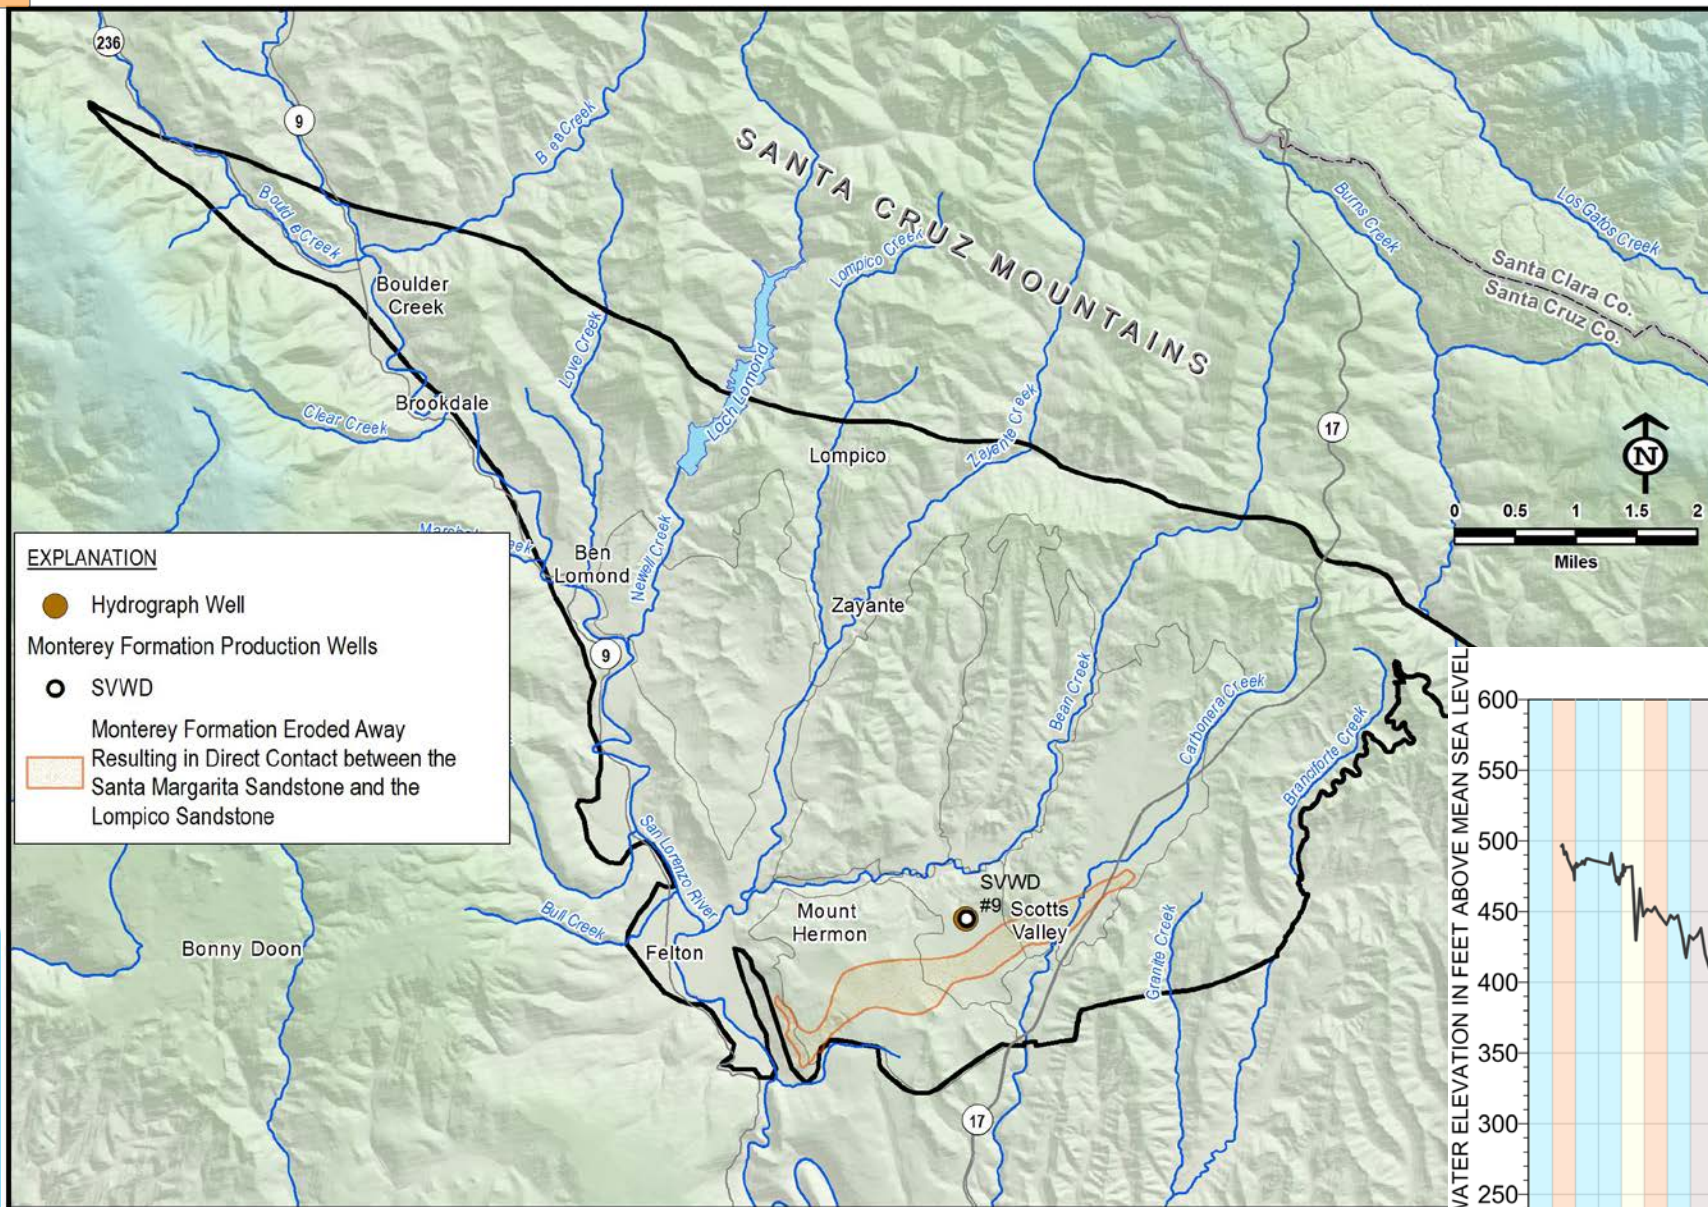 236
9
SANTA CRUZ MOUNTAINS
Creek
Creek
Boulder
Creek
Love Creek
Loch Lomond
Lompico Creek
Burns Creek
Los Gatos Creek
Santa Clara Co.
Santa Cruz Co.
Brookdale
Clear Creek
Lompico
Zayante Creek
17
N
0 0.5 1 1.5 2
Miles
Ben
Lomond
Newell Creek
Zayante
9
EXPLANATION
Hydrograph Well
Monterey Formation Production Wells
SVWD
Monterey Formation Eroded Away
Resulting in Direct Contact between the
Santa Margarita Sandstone and the
Lompico Sandstone
Bean Creek
Carbonera Creek
Branciforte Creek
San Lorenzo River
Bull Creek
Bonny Doon
Felton
Mount
Hermon
SVWD
#9
Scotts
Valley
Granite Creek
17
WATER ELEVATION IN FEET ABOVE MEAN SEA LEVEL
600
550
500
450
400
350
300
250